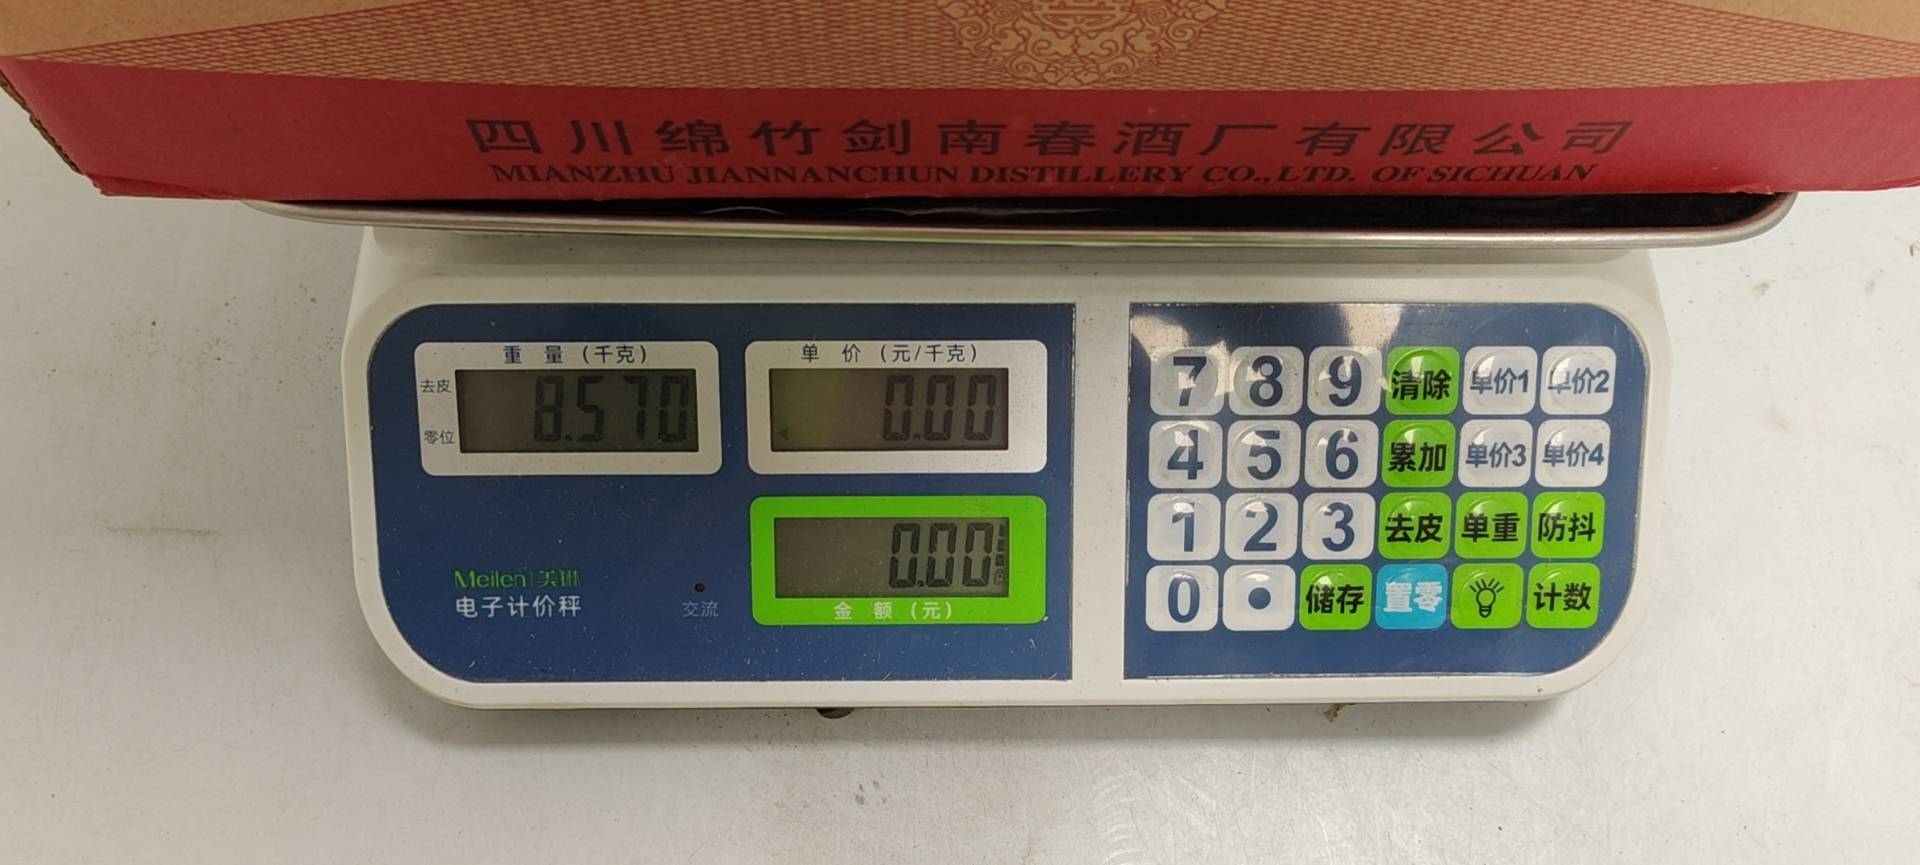 四川绵竹剑南春酒厂有限公司
MIANZHU JIANNANCHUN DISTILLERY CO.,LTD. OF SICHUAN
重量(千克)
去皮
零位
8.570
单价(元/千克)
0.00
0.00
金额(元)
Meilen|美琳
电子计价秤
交流
7 8 9 清除 单价1 单价2
4 5 6 累加 单价3 单价4
1 2 3 去皮 单重 防抖
0 . 储存 置零 计数